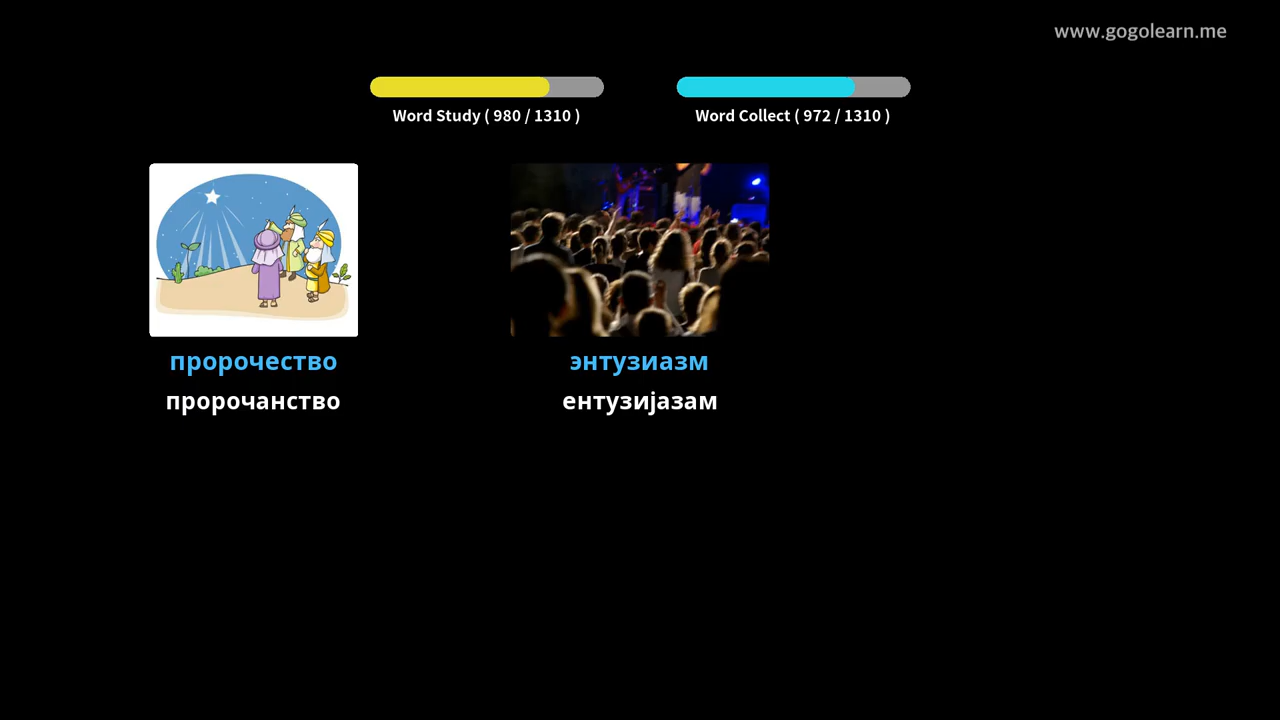 www.gogolearn.me
Word Study ( 980 / 1310 )
Word Collect ( 972 / 1310 )
пророчество
энтузиазм
пророчанство
ентузијазам